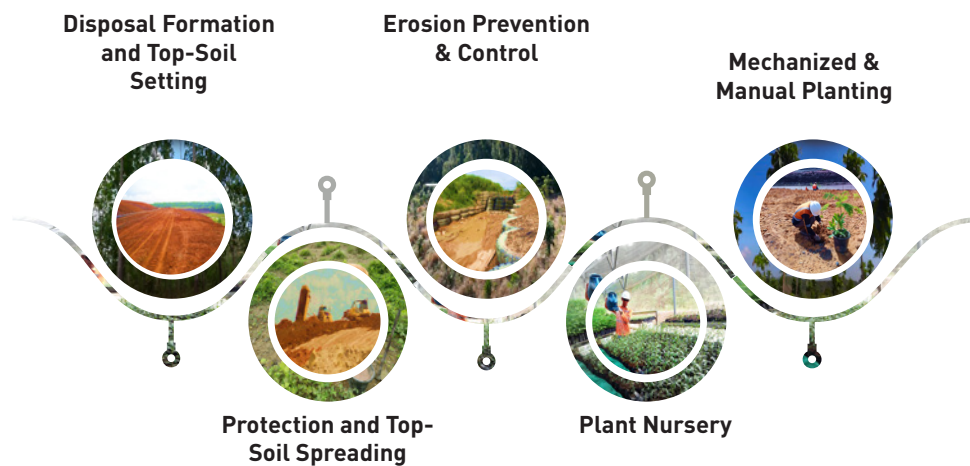 Disposal Formation
and Top-Soil
Setting
Protection and Top-
Soil Spreading
Erosion Prevention
& Control
Plant Nursery
Mechanized &
Manual Planting